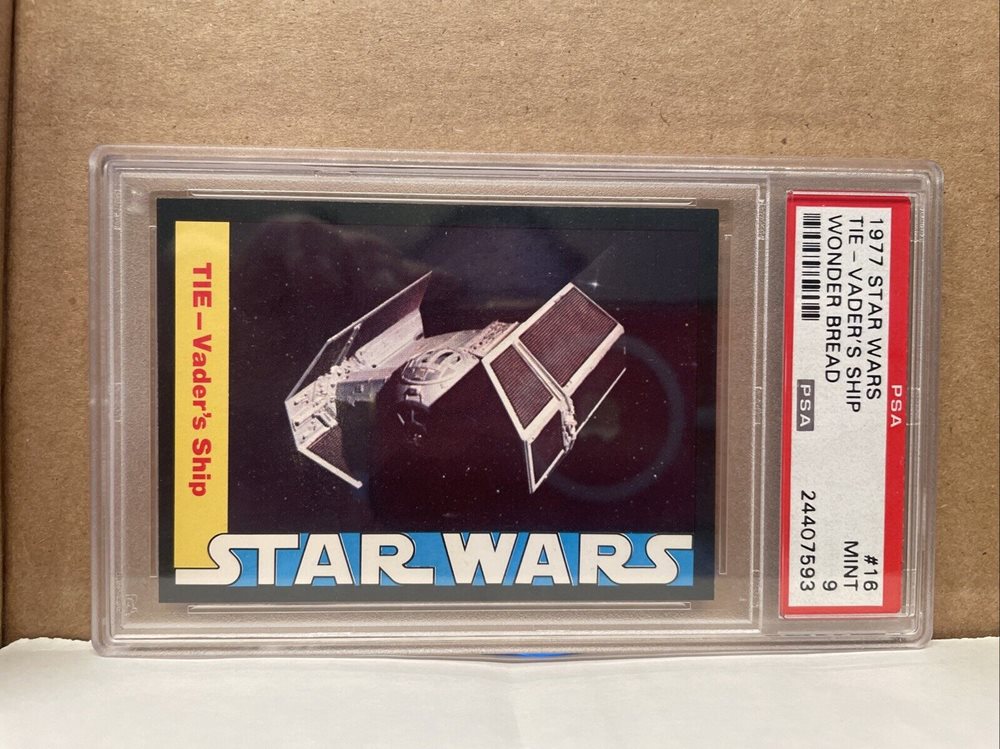 TIE–Vader's Ship
STAR WARS
PSA
1977 STAR WARS #16
TIE – VADER'S SHIP MINT
WONDER BREAD 9
PSA 24407593